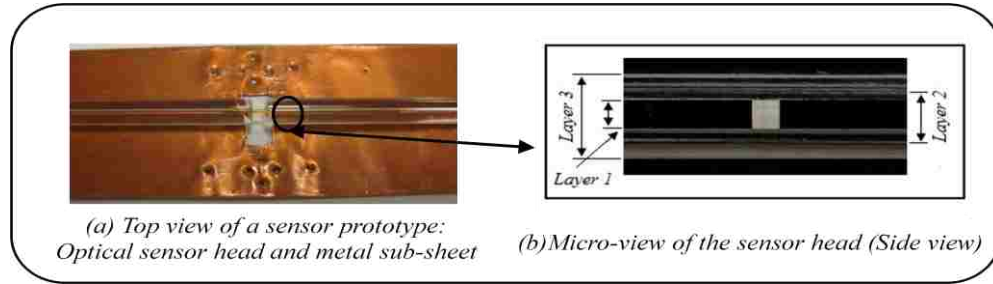 Layer 3
Layer 2
Layer 1
(a) Top view of a sensor prototype:
Optical sensor head and metal sub-sheet
(b)Micro-view of the sensor head (Side view)